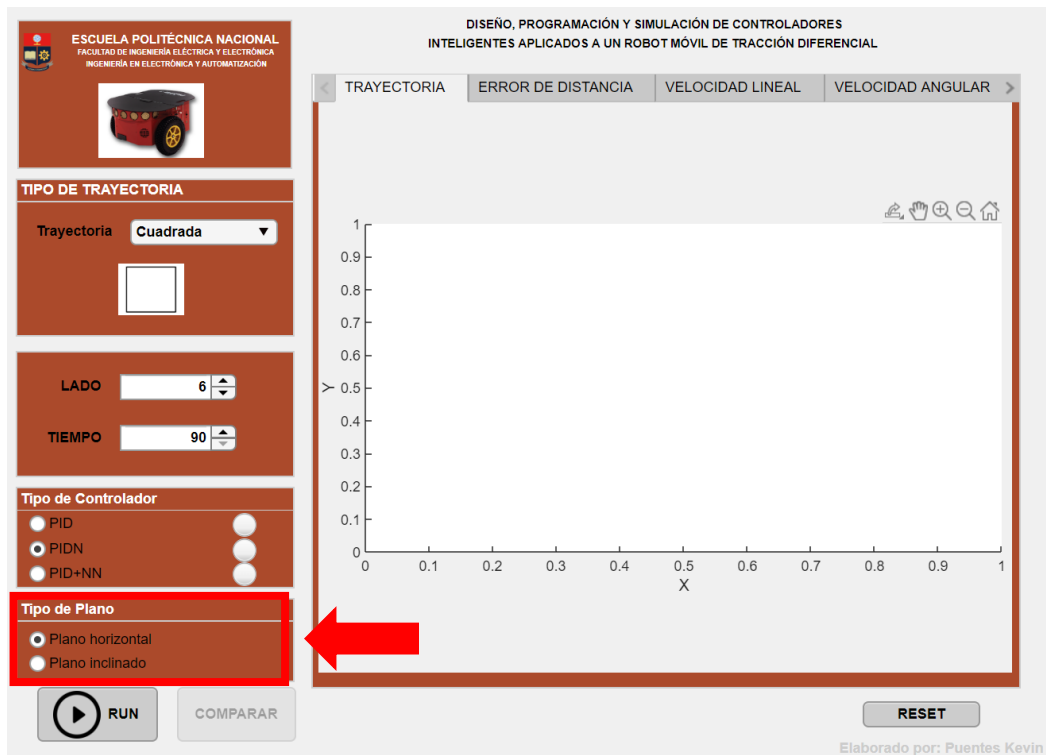 ESCUELA POLITÉCNICA NACIONAL
FACULTAD DE INGENIERÍA ELÉCTRICA Y ELECTRÓNICA
INGENIERÍA EN ELECTRÓNICA Y AUTOMATIZACIÓN
DISEÑO, PROGRAMACIÓN Y SIMULACIÓN DE CONTROLADORES
INTELIGENTES APLICADOS A UN ROBOT MÓVIL DE TRACCIÓN DIFERENCIAL
TIPO DE TRAYECTORIA
Trayectoria Cuadrada
LADO 6
TIEMPO 90
Tipo de Controlador
PID
PIDN
PID+NN
Tipo de Plano
Plano horizontal
Plano inclinado
RUN COMPARAR
TRAYECTORIA ERROR DE DISTANCIA VELOCIDAD LINEAL VELOCIDAD ANGULAR
1
0.9
0.8
0.7
0.6
Y 0.5
0.4
0.3
0.2
0.1
0
0 0.1 0.2 0.3 0.4 0.5 0.6 0.7 0.8 0.9 1
X
RESET
Elaborado por: Puentes Kevin